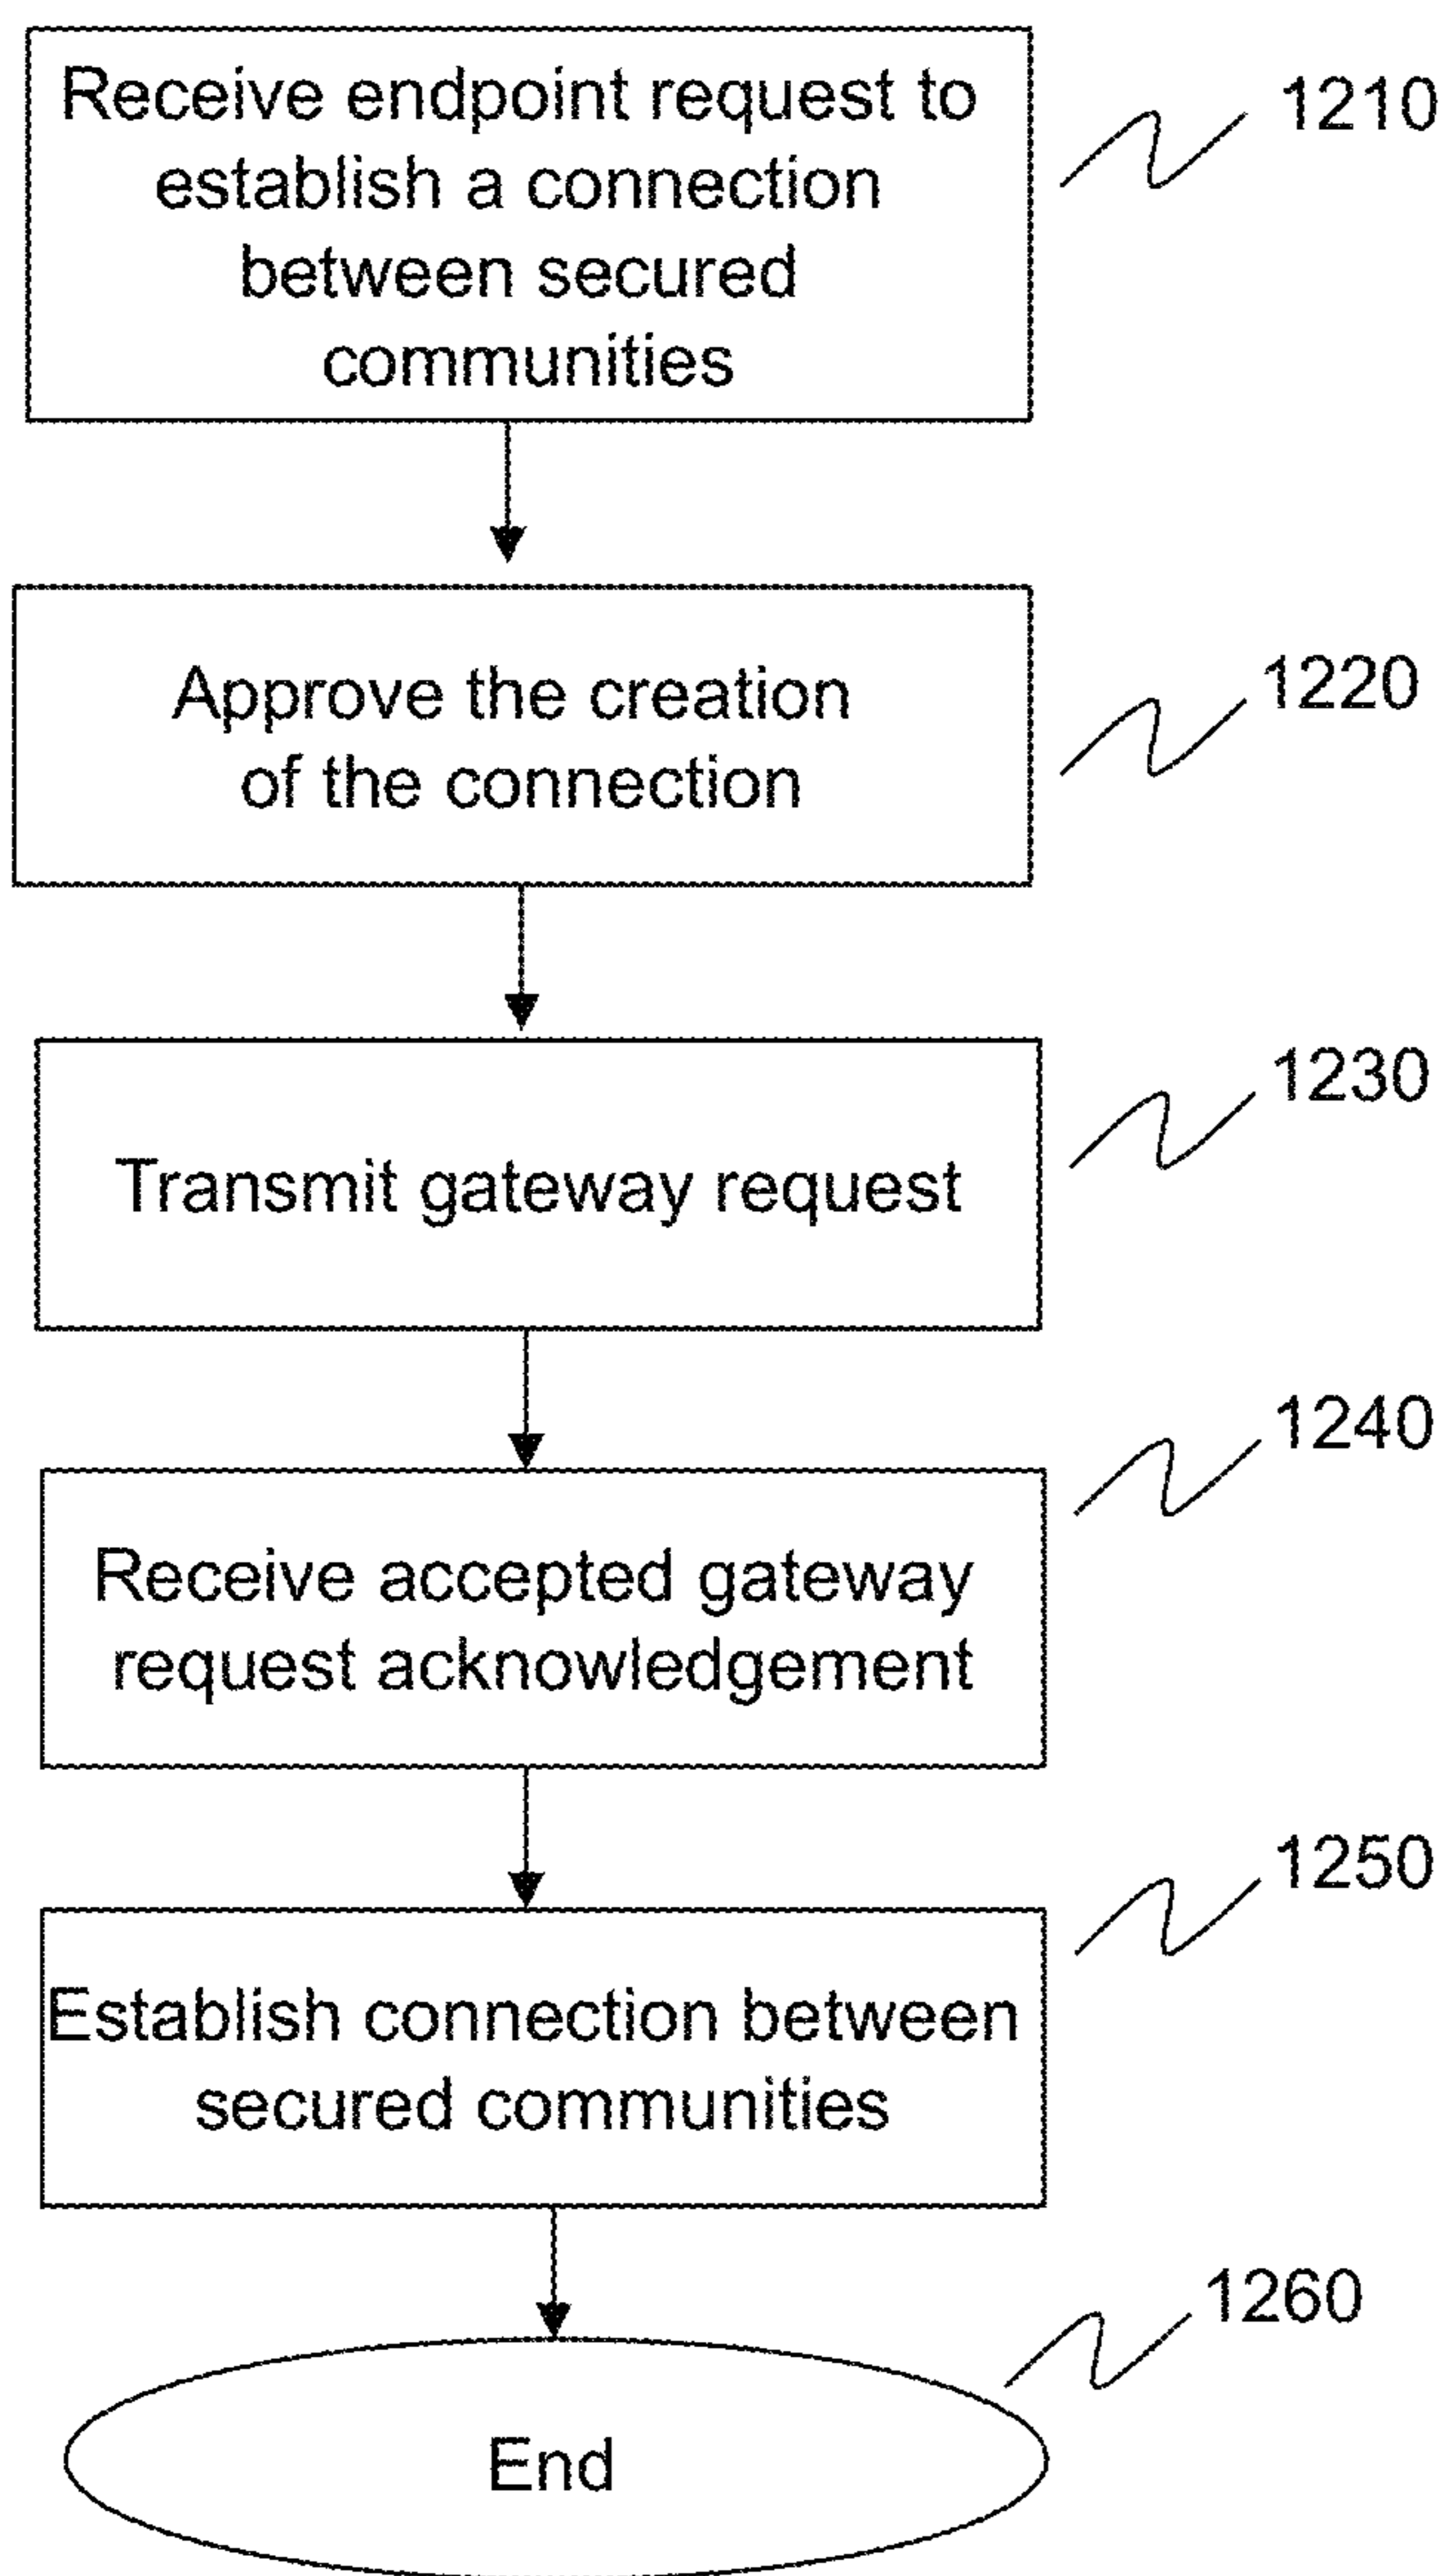 Receive endpoint request to
establish a connection
between secured
communities
1210
Approve the creation
of the connection
1220
Transmit gateway request
1230
Receive accepted gateway
request acknowledgement
1240
Establish connection between
secured communities
1250
End
1260